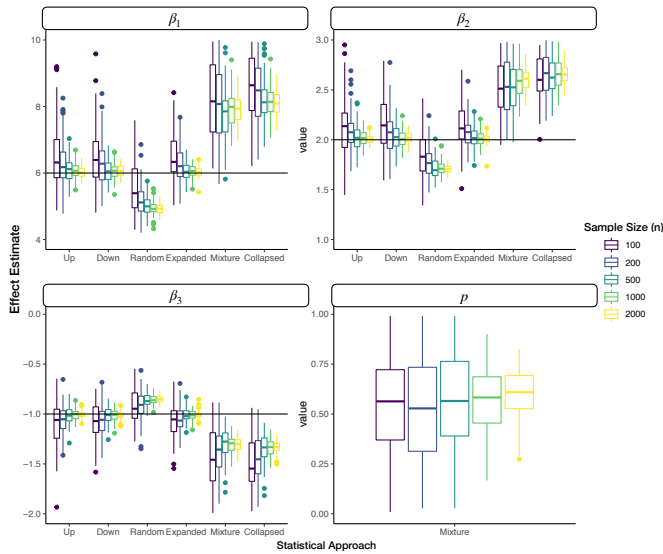 β₁
10
8
6
4
Up Down Random Expanded Mixture Collapsed
β₂
value
3.0
2.5
2.0
1.5
1.0
Up Down Random Expanded Mixture Collapsed
Effect Estimate
β₃
0.0
−0.5
−1.0
−1.5
−2.0
Up Down Random Expanded Mixture Collapsed
p
value
1.00
0.75
0.50
0.25
0.00
Mixture
Statistical Approach
Sample Size (n)
100
200
500
1000
2000